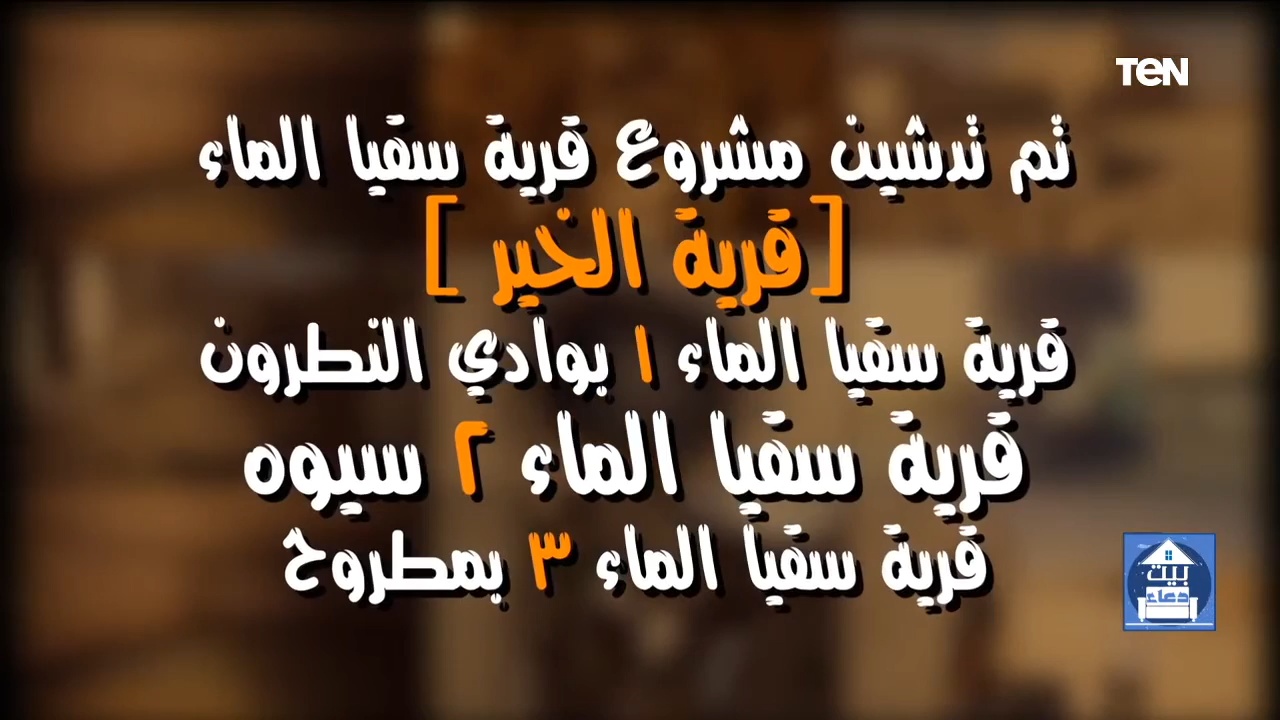 TEN
تم تدشين مشروع قرية سقيا الماء
[قرية الخير ]
قرية سقيا الماء ١ بوادي النطرون
قرية سقيا الماء ٢ سيوه
قرية سقيا الماء ٣ بمطروح
بيت
دعاء